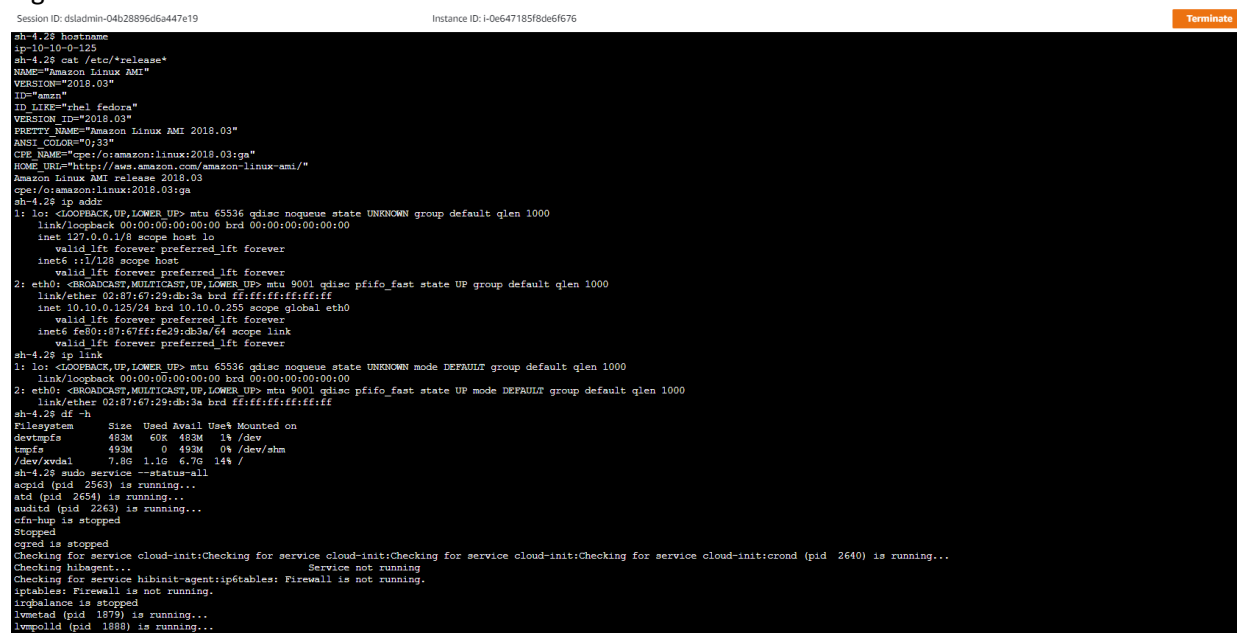 Session ID: dsladmin-04b28896d6a447e19 Instance ID: i-0e647185f8de6f676 Terminate
sh-4.2$ hostname
ip-10-10-0-125
sh-4.2$ cat /etc/*release*
NAME="Amazon Linux AMI"
VERSION="2018.03"
ID="amzn"
ID_LIKE="rhel fedora"
VERSION_ID="2018.03"
PRETTY_NAME="Amazon Linux AMI 2018.03"
ANSI_COLOR="0;33"
CPE_NAME="cpe:/o:amazon:linux:2018.03:ga"
HOME_URL="http://aws.amazon.com/amazon-linux-ami/"
Amazon Linux AMI release 2018.03
cpe:/o:amazon:linux:2018.03:ga
sh-4.2$ ip addr
1: lo: <LOOPBACK,UP,LOWER_UP> mtu 65536 qdisc noqueue state UNKNOWN group default qlen 1000
    link/loopback 00:00:00:00:00:00 brd 00:00:00:00:00:00
    inet 127.0.0.1/8 scope host lo
       valid_lft forever preferred_lft forever
    inet6 ::1/128 scope host
       valid_lft forever preferred_lft forever
2: eth0: <BROADCAST,MULTICAST,UP,LOWER_UP> mtu 9001 qdisc pfifo_fast state UP group default qlen 1000
    link/ether 02:87:67:29:db:3a brd ff:ff:ff:ff:ff:ff
    inet 10.10.0.125/24 brd 10.10.0.255 scope global eth0
       valid_lft forever preferred_lft forever
    inet6 fe80::87:67ff:fe29:db3a/64 scope link
       valid_lft forever preferred_lft forever
sh-4.2$ ip link
1: lo: <LOOPBACK,UP,LOWER_UP> mtu 65536 qdisc noqueue state UNKNOWN mode DEFAULT group default qlen 1000
    link/loopback 00:00:00:00:00:00 brd 00:00:00:00:00:00
2: eth0: <BROADCAST,MULTICAST,UP,LOWER_UP> mtu 9001 qdisc pfifo_fast state UP mode DEFAULT group default qlen 1000
    link/ether 02:87:67:29:db:3a brd ff:ff:ff:ff:ff:ff
sh-4.2$ df -h
Filesystem      Size  Used Avail Use% Mounted on
devtmpfs        483M   60K  483M   1% /dev
tmpfs           493M     0  493M   0% /dev/shm
/dev/xvda1      7.8G  1.1G  6.7G  14% /
sh-4.2$ sudo service --status-all
acpid (pid  2563) is running...
atd (pid  2654) is running...
auditd (pid  2263) is running...
cfn-hup is stopped
Stopped
cgred is stopped
Checking for service cloud-init:Checking for service cloud-init:Checking for service cloud-init:Checking for service cloud-init:crond (pid  2640) is running...
Checking hibagent...                          Service not running
Checking for service hibinit-agent:ip6tables: Firewall is not running.
iptables: Firewall is not running.
irqbalance is stopped
lvmetad (pid  1879) is running...
lvmpolld (pid  1888) is running...